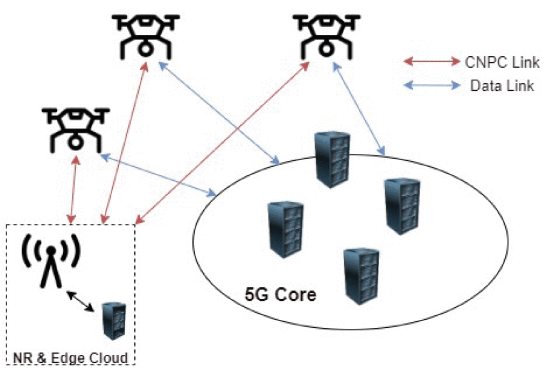 CNPC Link
Data Link
5G Core
NR & Edge Cloud